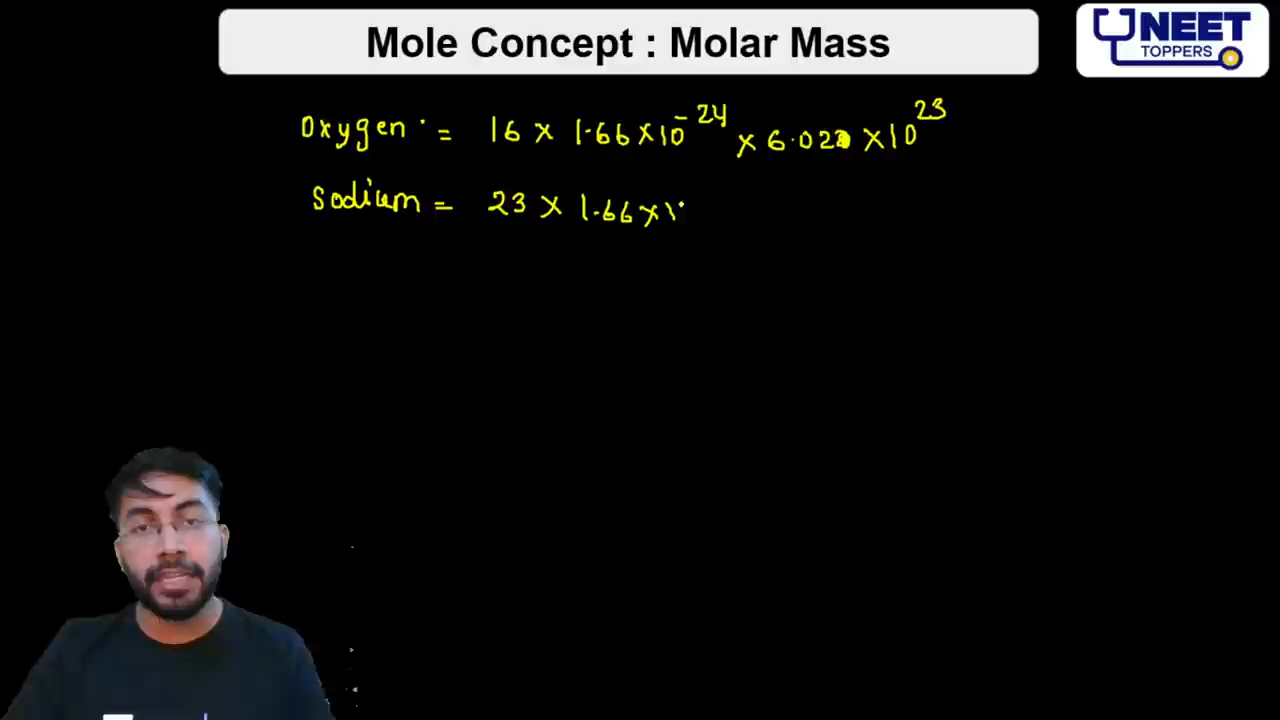 Mole Concept : Molar Mass
NEET
TOPPERS
Oxygen = 16 × 1.66×10⁻²⁴ × 6.022 ×10²³
Sodium = 23 × 1.66×1